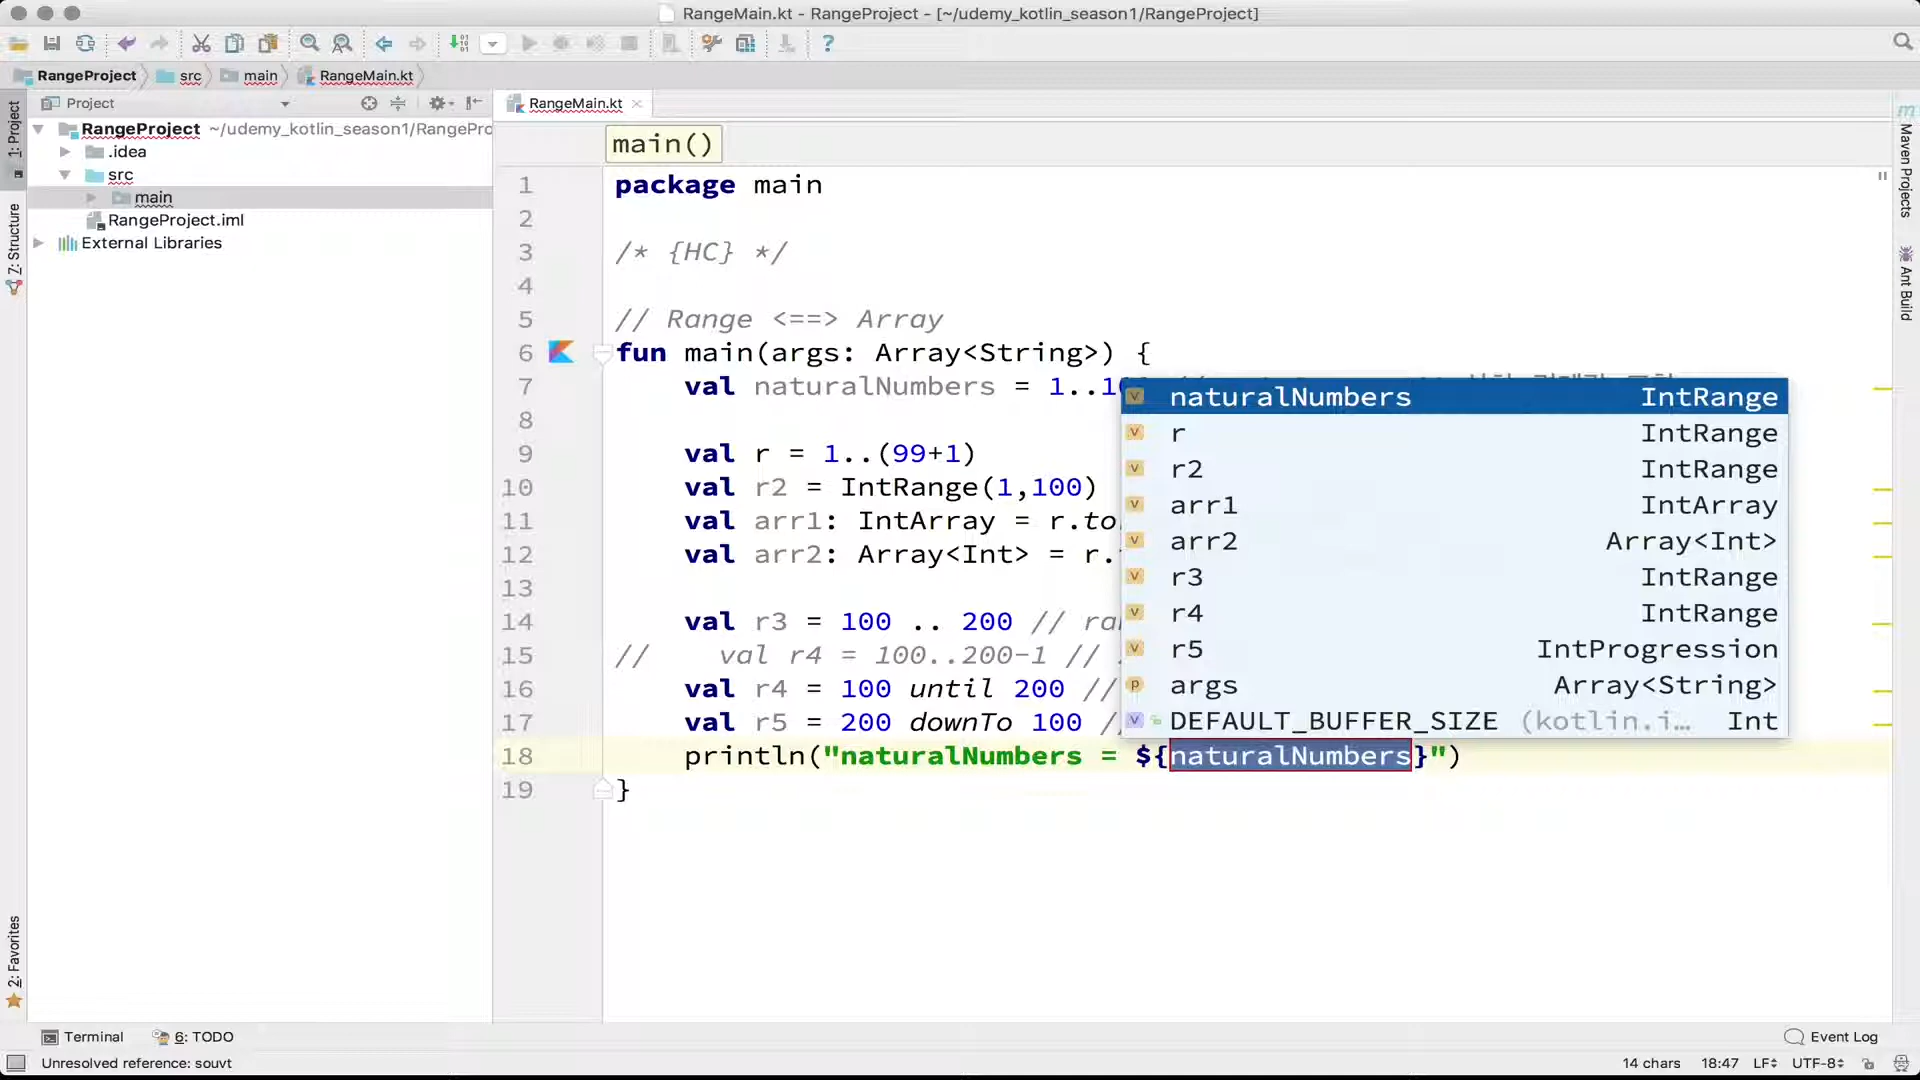 RangeMain.kt - RangeProject - [~/udemy_kotlin_season1/RangeProject]
RangeProject src main RangeMain.kt
Project
RangeMain.kt
1: Project
Z: Structure
2: Favorites
RangeProject ~/udemy_kotlin_season1/RangePro
.idea
src
main
RangeProject.iml
External Libraries
main()
1 package main
2
3 /* {HC} */
4
5 // Range <==> Array
6 fun main(args: Array<String>) {
7 val naturalNumbers = 1..1
8
9 val r = 1..(99+1)
10 val r2 = IntRange(1,100)
11 val arr1: IntArray = r.to
12 val arr2: Array<Int> = r.
13
14 val r3 = 100 .. 200 // ra
15 // val r4 = 100..200-1 //
16 val r4 = 100 until 200 //
17 val r5 = 200 downTo 100 /
18 println("naturalNumbers = ${naturalNumbers}")
19 }
naturalNumbers IntRange
r IntRange
r2 IntRange
arr1 IntArray
arr2 Array<Int>
r3 IntRange
r4 IntRange
r5 IntProgression
args Array<String>
DEFAULT_BUFFER_SIZE (kotlin.i… Int
Maven Projects
Ant Build
Terminal 6: TODO Event Log
Unresolved reference: souvt 14 chars 18:47 LF UTF-8